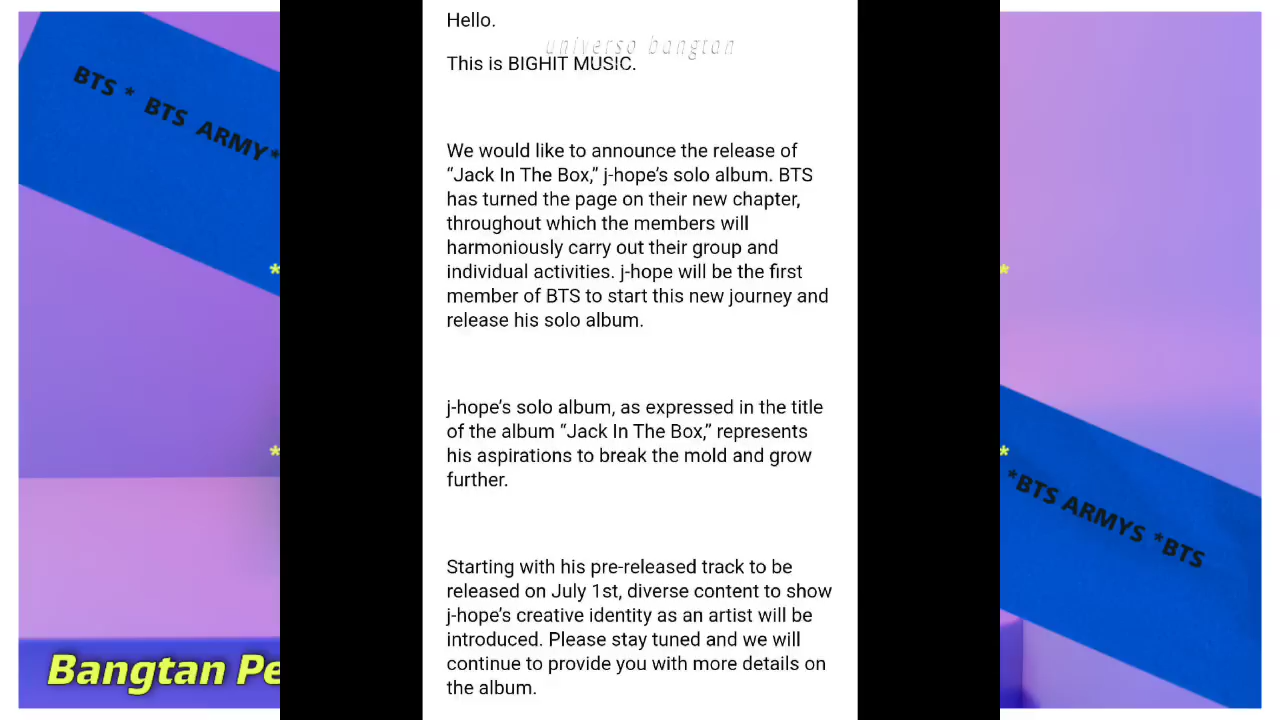 BTS * BTS ARMY*
*
*
Bangtan Pe
universo bangtan
Hello.
This is BIGHIT MUSIC.
We would like to announce the release of
“Jack In The Box,” j-hope’s solo album. BTS
has turned the page on their new chapter,
throughout which the members will
harmoniously carry out their group and
individual activities. j-hope will be the first
member of BTS to start this new journey and
release his solo album.
j-hope’s solo album, as expressed in the title
of the album “Jack In The Box,” represents
his aspirations to break the mold and grow
further.
Starting with his pre-released track to be
released on July 1st, diverse content to show
j-hope’s creative identity as an artist will be
introduced. Please stay tuned and we will
continue to provide you with more details on
the album.
*
*
*BTS ARMYS *BTS